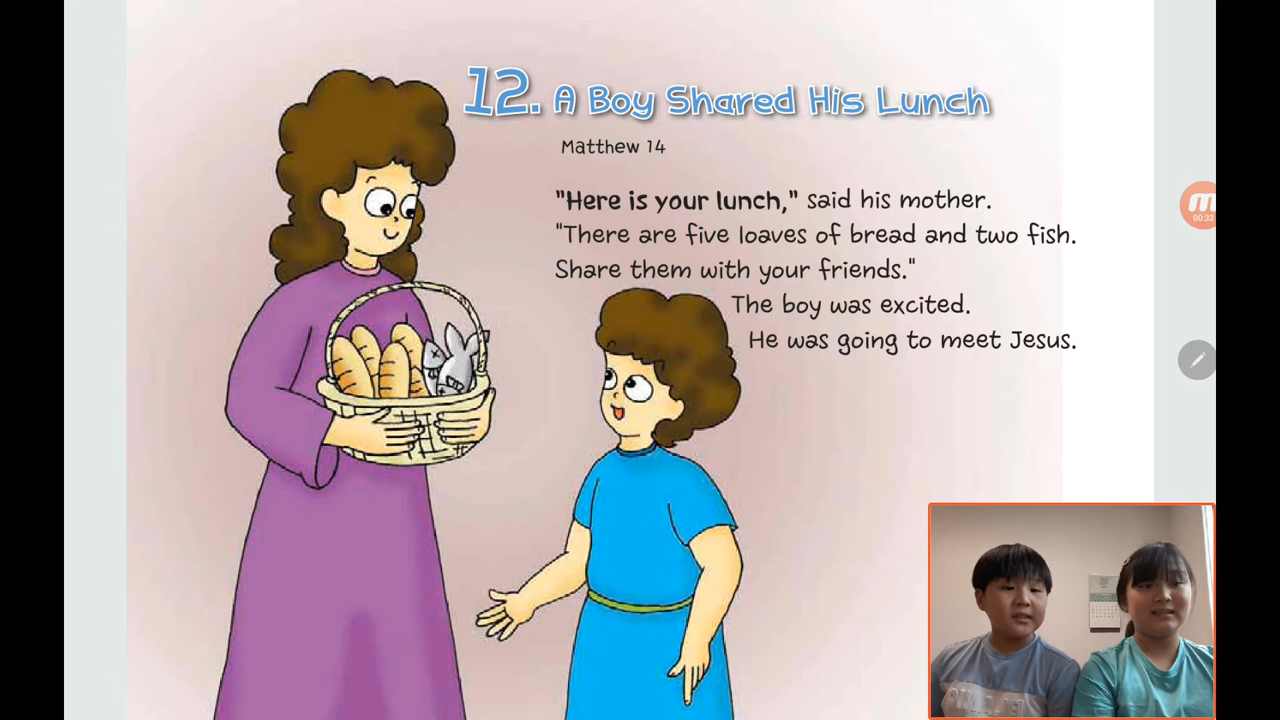 12. A Boy Shared His Lunch
Matthew 14
"Here is your lunch," said his mother.
"There are five loaves of bread and two fish.
Share them with your friends."
The boy was excited.
He was going to meet Jesus.
00:32